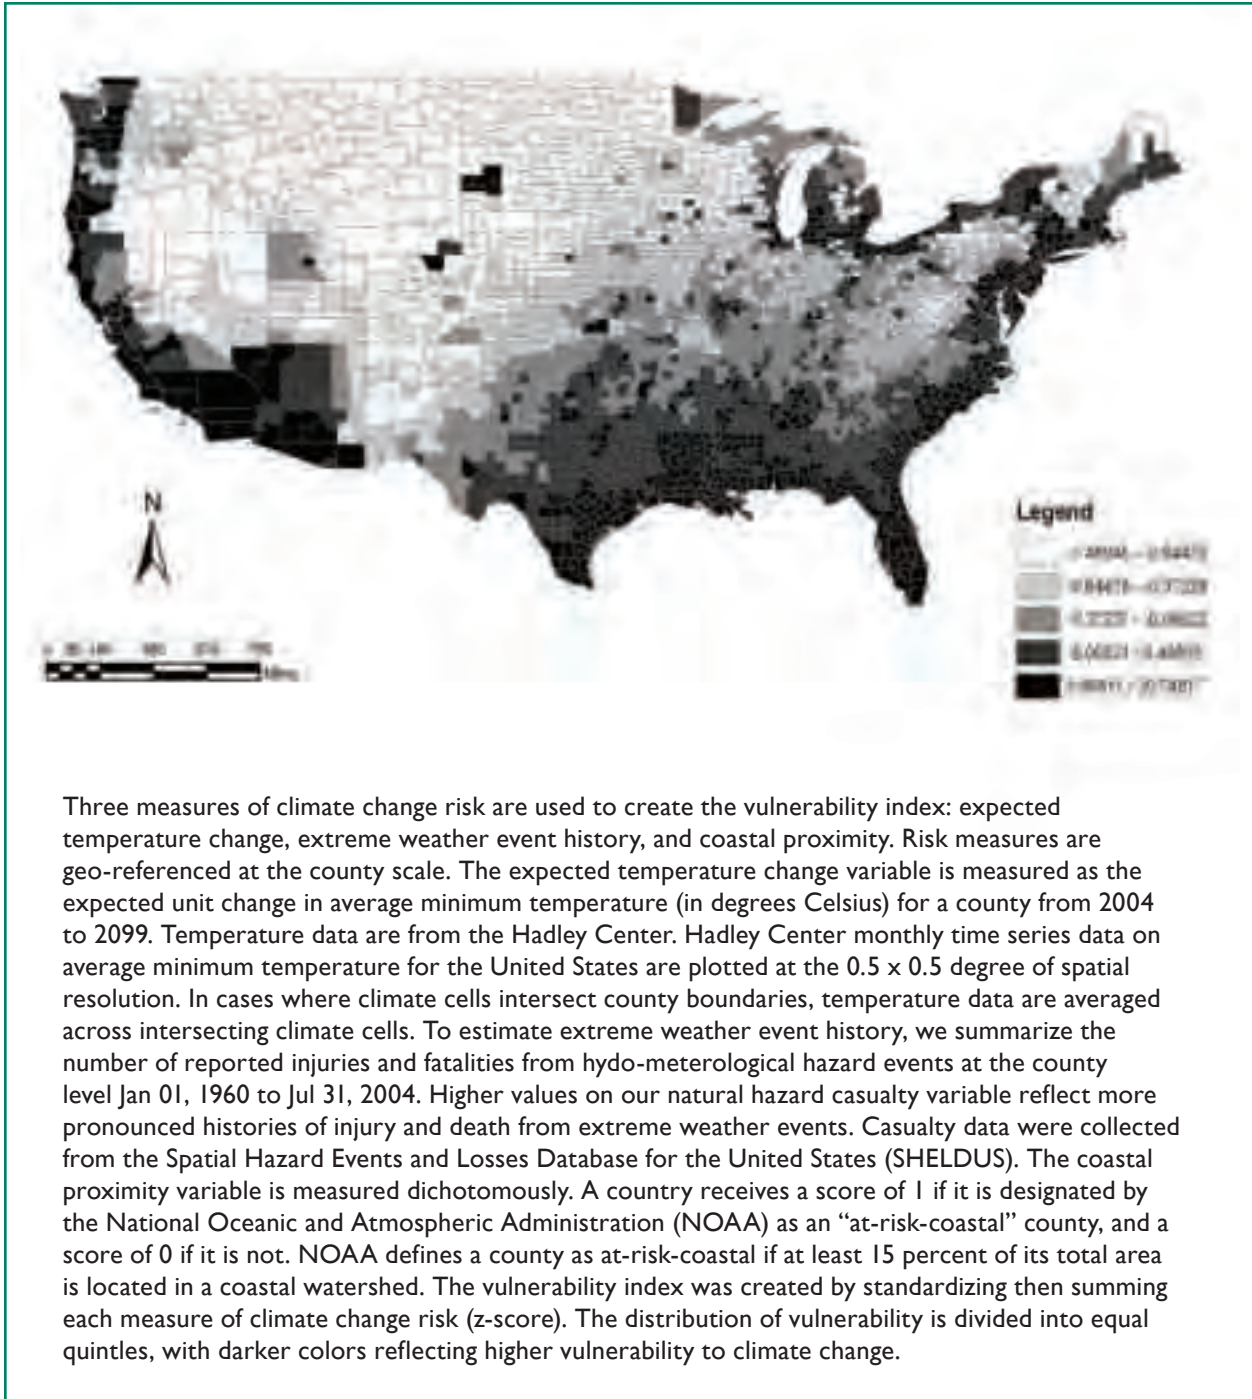 N
Legend
Three measures of climate change risk are used to create the vulnerability index: expected
temperature change, extreme weather event history, and coastal proximity. Risk measures are
geo-referenced at the county scale. The expected temperature change variable is measured as the
expected unit change in average minimum temperature (in degrees Celsius) for a county from 2004
to 2099. Temperature data are from the Hadley Center. Hadley Center monthly time series data on
average minimum temperature for the United States are plotted at the 0.5 x 0.5 degree of spatial
resolution. In cases where climate cells intersect county boundaries, temperature data are averaged
across intersecting climate cells. To estimate extreme weather event history, we summarize the
number of reported injuries and fatalities from hydo-meterological hazard events at the county
level Jan 01, 1960 to Jul 31, 2004. Higher values on our natural hazard casualty variable reflect more
pronounced histories of injury and death from extreme weather events. Casualty data were collected
from the Spatial Hazard Events and Losses Database for the United States (SHELDUS). The coastal
proximity variable is measured dichotomously. A country receives a score of 1 if it is designated by
the National Oceanic and Atmospheric Administration (NOAA) as an “at-risk-coastal” county, and a
score of 0 if it is not. NOAA defines a county as at-risk-coastal if at least 15 percent of its total area
is located in a coastal watershed. The vulnerability index was created by standardizing then summing
each measure of climate change risk (z-score). The distribution of vulnerability is divided into equal
quintles, with darker colors reflecting higher vulnerability to climate change.